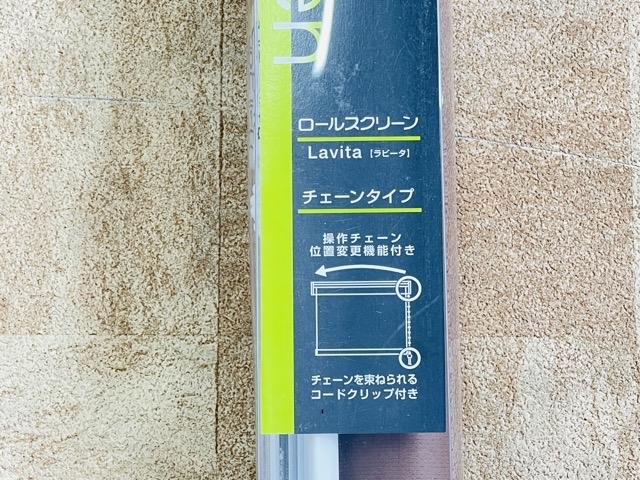 en
ロールスクリーン
Lavita [ラビータ]
チェーンタイプ
操作チェーン
位置変更機能付き
チェーンを束ねられる
コードクリップ付き